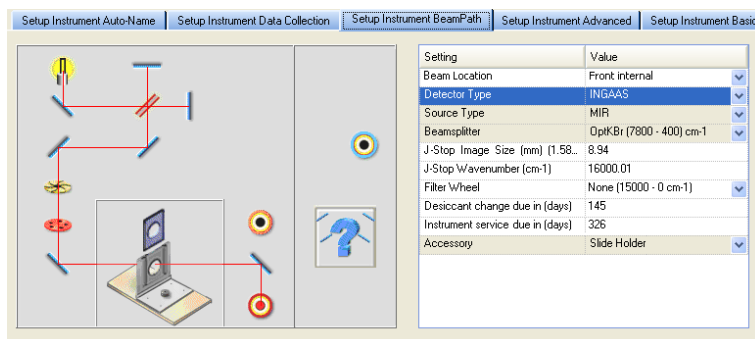 Setup Instrument Auto-Name Setup Instrument Data Collection Setup Instrument BeamPath Setup Instrument Advanced Setup Instrument Basic
Setting Value
Beam Location Front internal
Detector Type INGAAS
Source Type MIR
Beamsplitter OptKBr (7800 - 400) cm-1
J-Stop Image Size (mm) (1.58... 8.94
J-Stop Wavenumber (cm-1) 16000.01
Filter Wheel None (15000 - 0 cm-1)
Desiccant change due in (days) 145
Instrument service due in (days) 326
Accessory Slide Holder
?